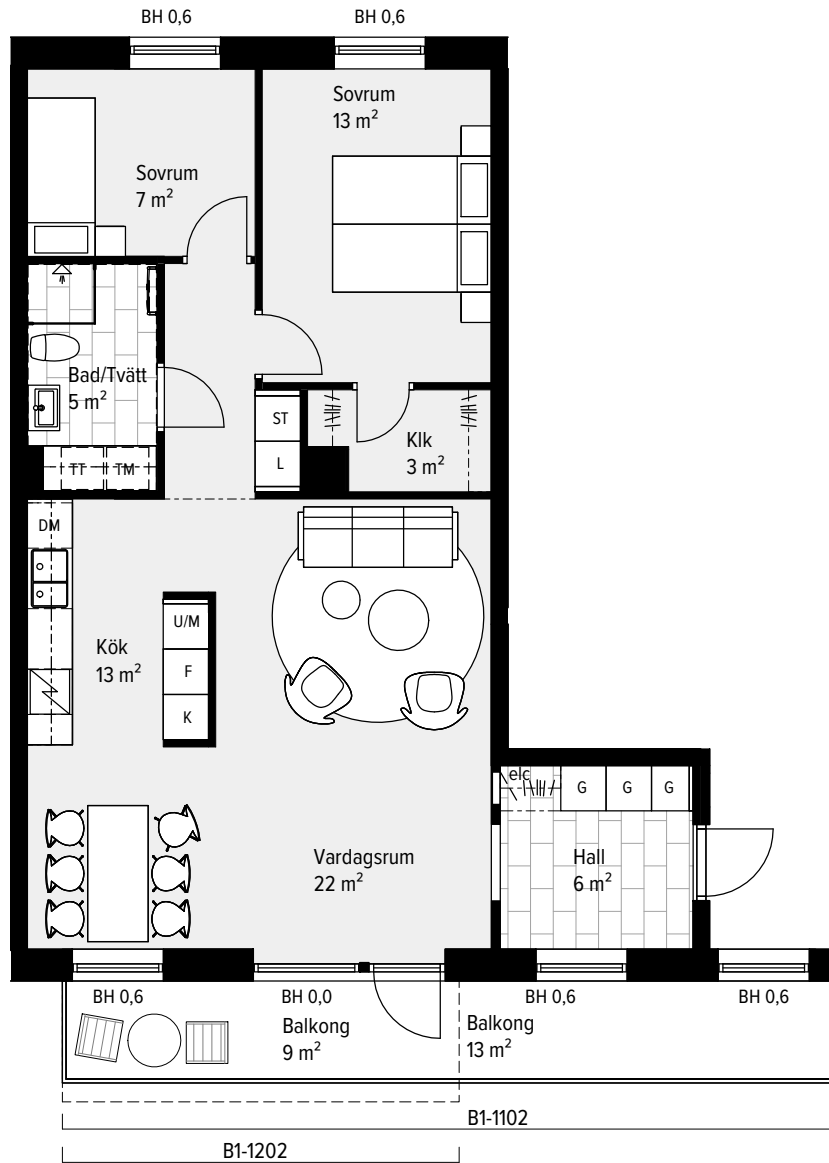 BH 0,6
BH 0,6
Sovrum
13 m²
Sovrum
7 m²
Bad/Tvätt
5 m²
ST
L
Klk
3 m²
TT
TM
DM
U/M
F
K
Kök
13 m²
elc
G
G
G
Vardagsrum
22 m²
Hall
6 m²
BH 0,6
BH 0,0
BH 0,6
BH 0,6
Balkong
9 m²
Balkong
13 m²
B1-1102
B1-1202